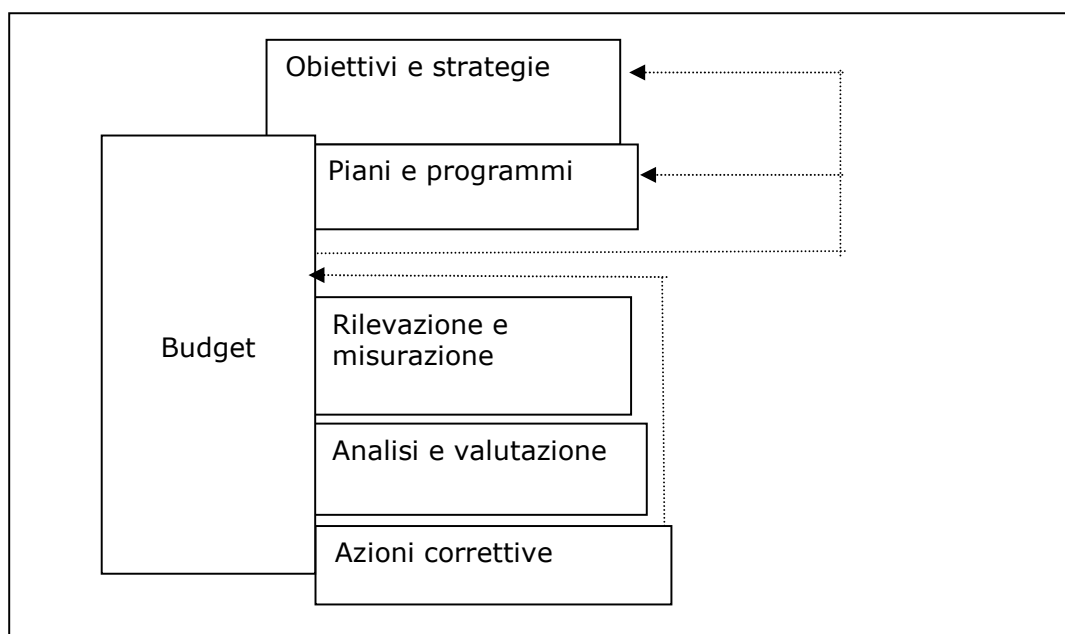 Obiettivi e strategie
Piani e programmi
Budget
Rilevazione e
misurazione
Analisi e valutazione
Azioni correttive